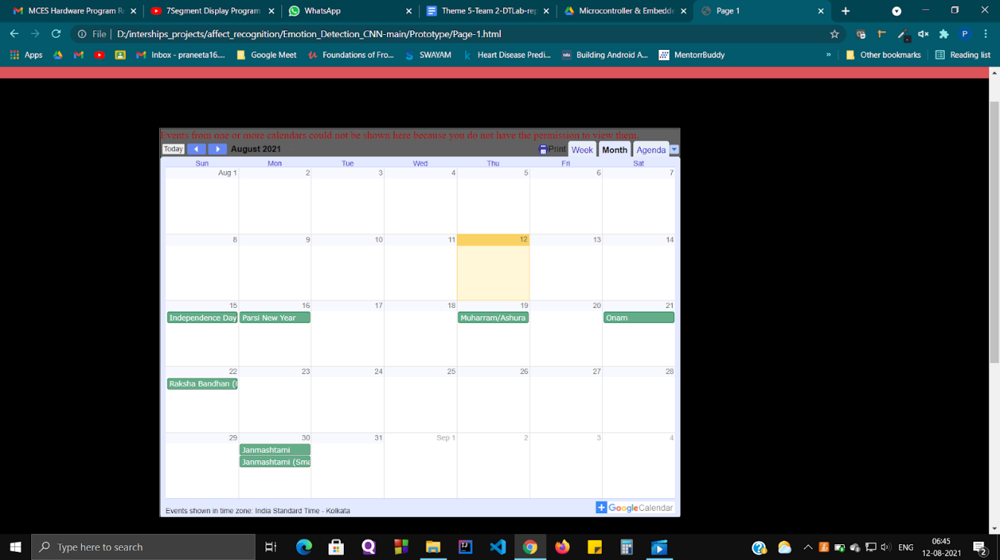 MCES Hardware Program Re
7Segment Display Program
WhatsApp
Theme 5-Team 2-DTLab-rep
Microcontroller & Embedde
Page 1
File | D:/interships_projects/affect_recognition/Emotion_Detection_CNN-main/Prototype/Page-1.html
P
Apps
Inbox - praneeta16....
Google Meet
Foundations of Fro...
SWAYAM
Heart Disease Predi...
Building Android A...
MentorrBuddy
»
Other bookmarks
Reading list
Events from one or more calendars could not be shown here because you do not have the permission to view them.
Today August 2021 Print Week Month Agenda
Sun Mon Tue Wed Thu Fri Sat
Aug 1 2 3 4 5 6 7
8 9 10 11 12 13 14
15 16 17 18 19 20 21
Independence Day Parsi New Year Muharram/Ashura Onam
22 23 24 25 26 27 28
Raksha Bandhan (I
29 30 31 Sep 1 2 3 4
Janmashtami
Janmashtami (Sma
Events shown in time zone: India Standard Time - Kolkata
GoogleCalendar
Type here to search
ENG
06:45
12-08-2021
2